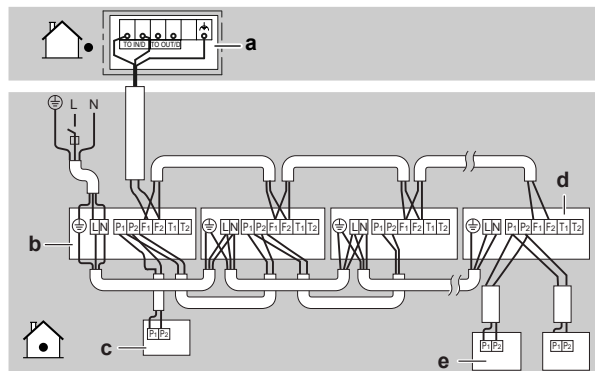 TO IN/D TO OUT/D
a
L N
d
L N P1 P2 F1 F2 T1 T2
L N P1 P2 F1 F2 T1 T2
L N P1 P2 F1 F2 T1 T2
L N P1 P2 F1 F2 T1 T2
b
P1 P2
c
P1 P2
e
P1 P2